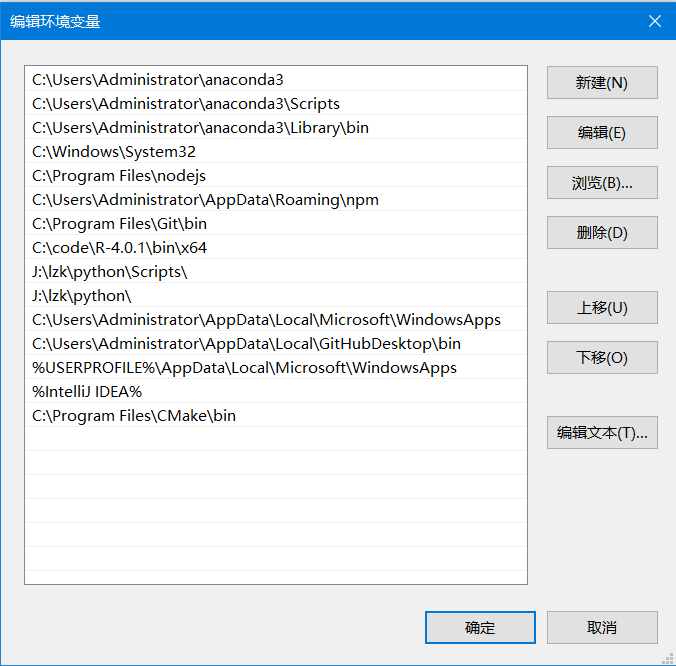 编辑环境变量
C:\Users\Administrator\anaconda3
C:\Users\Administrator\anaconda3\Scripts
C:\Users\Administrator\anaconda3\Library\bin
C:\Windows\System32
C:\Program Files\nodejs
C:\Users\Administrator\AppData\Roaming\npm
C:\Program Files\Git\bin
C:\code\R-4.0.1\bin\x64
J:\lzk\python\Scripts\
J:\lzk\python\
C:\Users\Administrator\AppData\Local\Microsoft\WindowsApps
C:\Users\Administrator\AppData\Local\GitHubDesktop\bin
%USERPROFILE%\AppData\Local\Microsoft\WindowsApps
%IntelliJ IDEA%
C:\Program Files\CMake\bin
新建(N)
编辑(E)
浏览(B)...
删除(D)
上移(U)
下移(O)
编辑文本(T)...
确定
取消